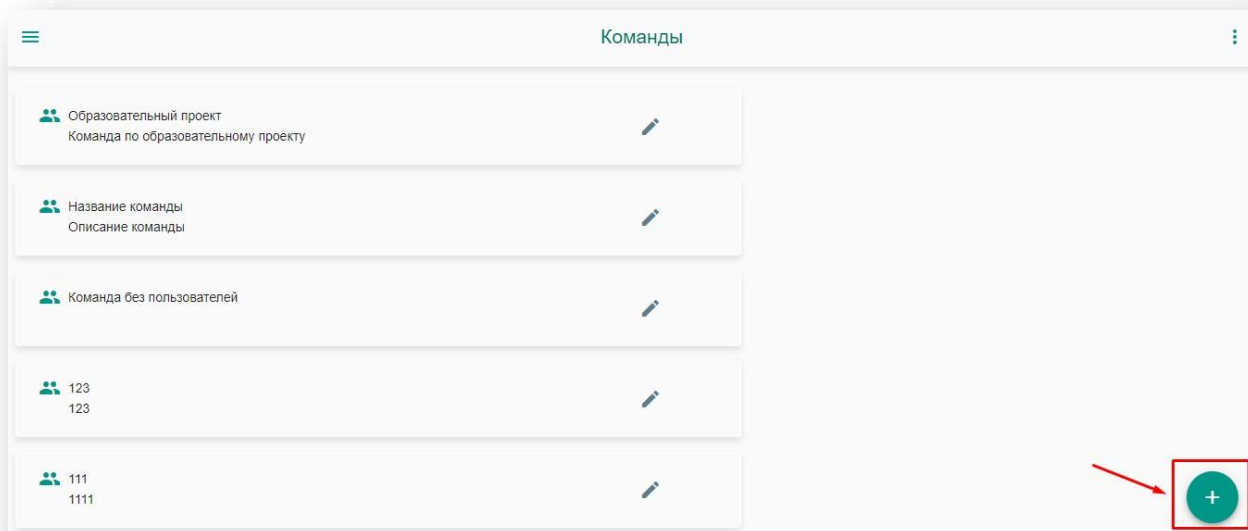 Команды
Образовательный проект
Команда по образовательному проекту
Название команды
Описание команды
Команда без пользователей
123
123
111
1111